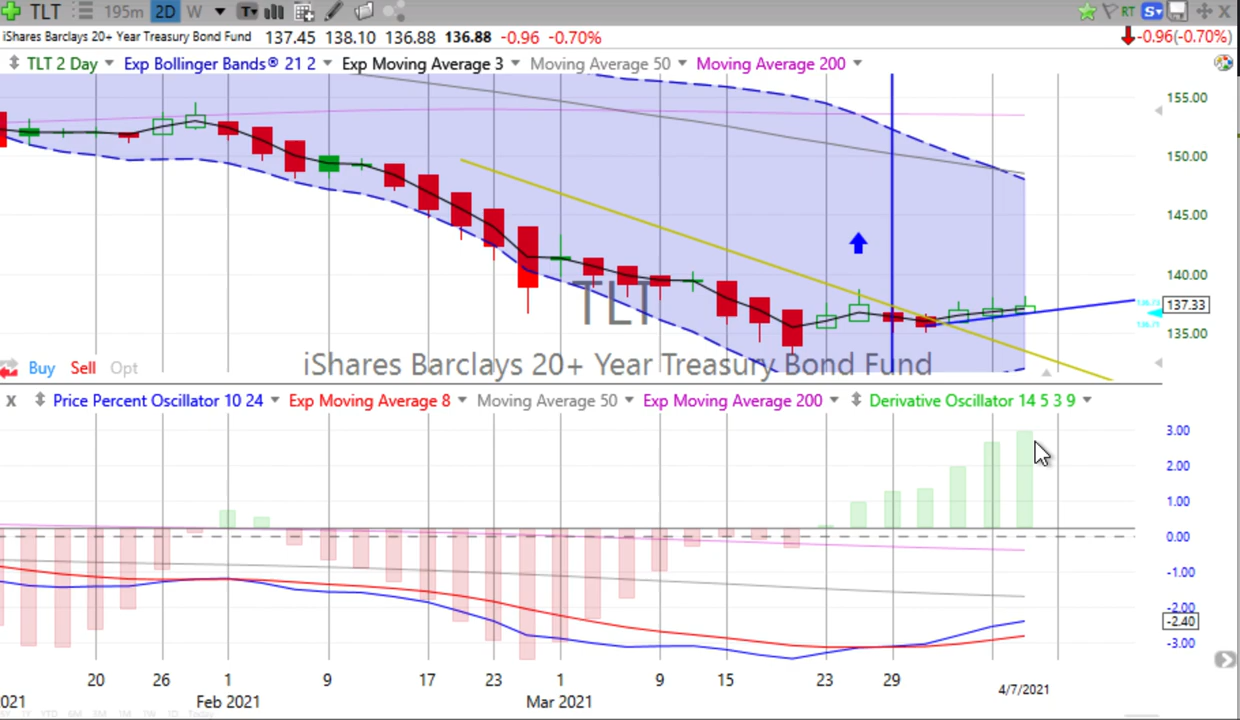 TLT 195m 2D W T RT S
iShares Barclays 20+ Year Treasury Bond Fund 137.45 138.10 136.88 136.88 -0.96 -0.70% -0.96(-0.70%)
TLT 2 Day Exp Bollinger Bands® 21 2 Exp Moving Average 3 Moving Average 50 Moving Average 200
155.00
150.00
145.00
140.00
137.33
135.00
TLT
iShares Barclays 20+ Year Treasury Bond Fund
Buy Sell Opt
X Price Percent Oscillator 10 24 Exp Moving Average 8 Moving Average 50 Exp Moving Average 200 Derivative Oscillator 14 5 3 9
3.00
2.00
1.00
0.00
-1.00
-2.00
-2.40
-3.00
20 26 1 9 17 23 1 9 15 23 29 4/7/2021
2021 Feb 2021 Mar 2021